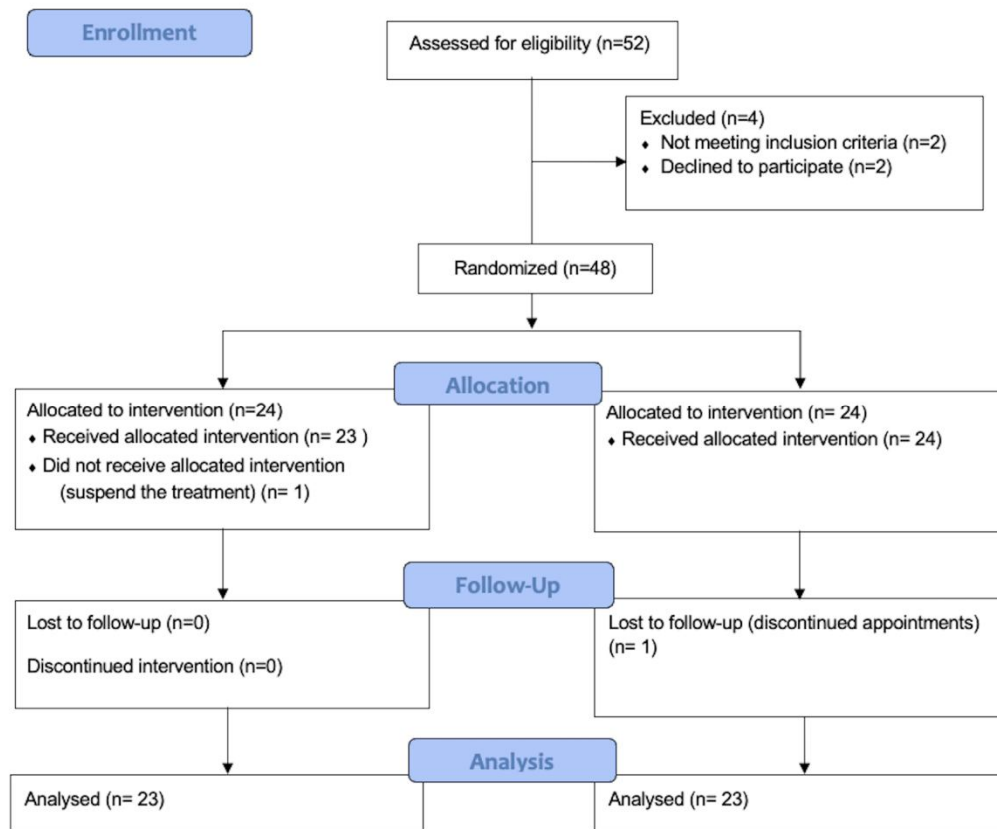 Enrollment
Assessed for eligibility (n=52)
Excluded (n=4)
♦ Not meeting inclusion criteria (n=2)
♦ Declined to participate (n=2)
Randomized (n=48)
Allocation
Allocated to intervention (n=24)
♦ Received allocated intervention (n= 23 )
♦ Did not receive allocated intervention
(suspend the treatment) (n= 1)
Allocated to intervention (n= 24)
♦ Received allocated intervention (n= 24)
Follow-Up
Lost to follow-up (n=0)
Discontinued intervention (n=0)
Lost to follow-up (discontinued appointments)
(n= 1)
Analysis
Analysed (n= 23)
Analysed (n= 23)